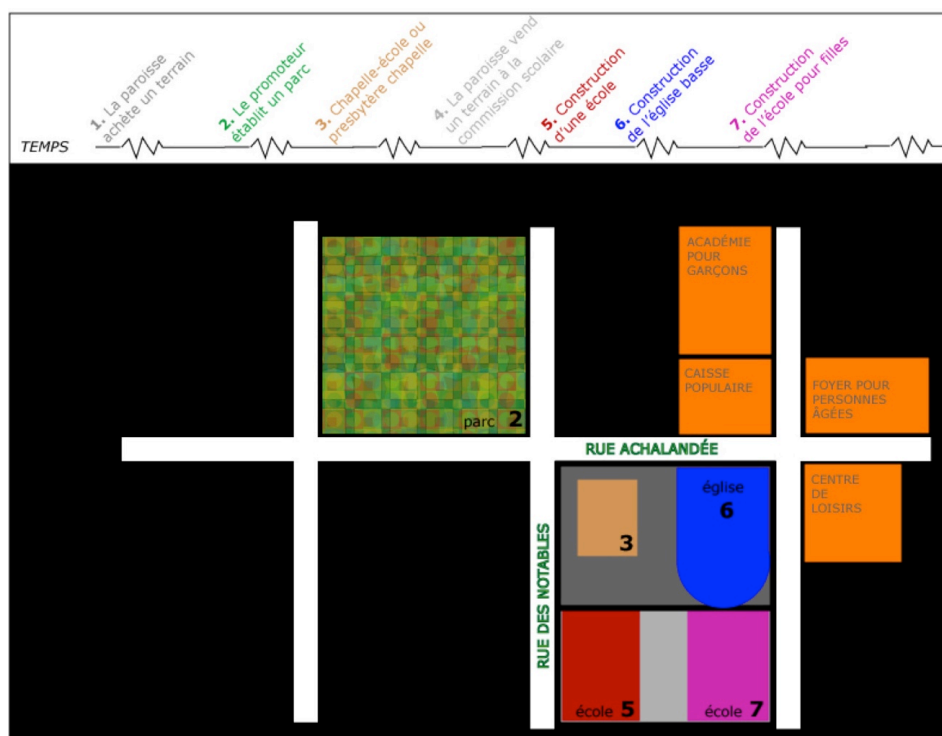 1. La paroisse
achète un terrain
2. Le promoteur
établit un parc
3. Chapelle-école ou
presbytère chapelle
4. La paroisse vend
un terrain à la
commission scolaire
5. Construction
d'une école
6. Construction
de l'église basse
7. Construction
de l'école pour filles
TEMPS
ACADÉMIE
POUR
GARÇONS
CAISSE
POPULAIRE
FOYER POUR
PERSONNES
ÂGÉES
parc 2
RUE ACHALANDÉE
CENTRE
DE
LOISIRS
église
6
3
RUE DES NOTABLES
école 5
école 7